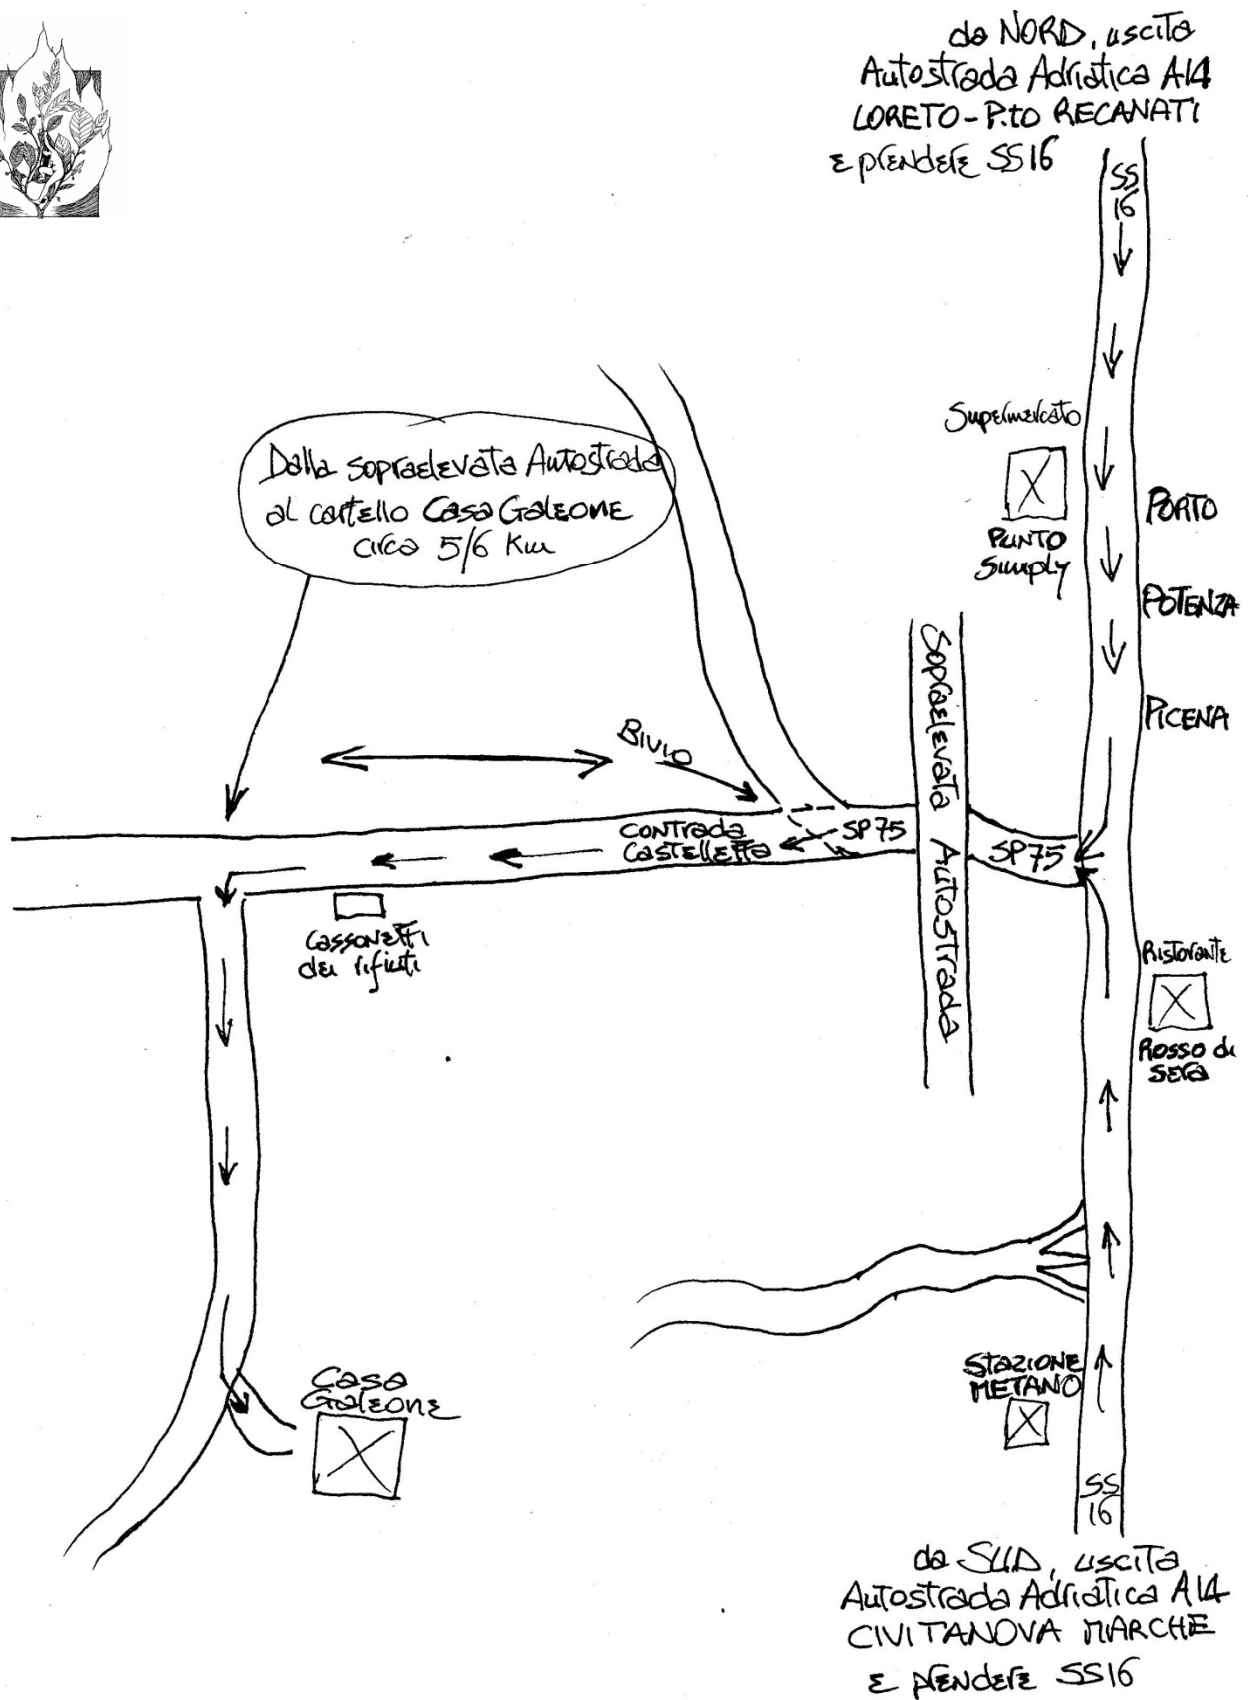 da NORD, uscita
Autostrada Adriatica A14
LORETO - P.to RECANATI
E prendere SS16
SS
16
Supermercato
PUNTO
Simply
PORTO
POTENZA
PICENA
Dalla sopraelevata Autostrada
al cartello Casa Galeone
circa 5/6 Km
BIVIO
Sopraelevata Autostrada
CONTRADA
CASTELLETTA
SP75
SP75
Cassonetti
dei rifiuti
Ristorante
Rosso di
sera
Casa
Galeone
Stazione
METANO
SS
16
da SUD, uscita
Autostrada Adriatica A14
CIVITANOVA MARCHE
E prendere SS16